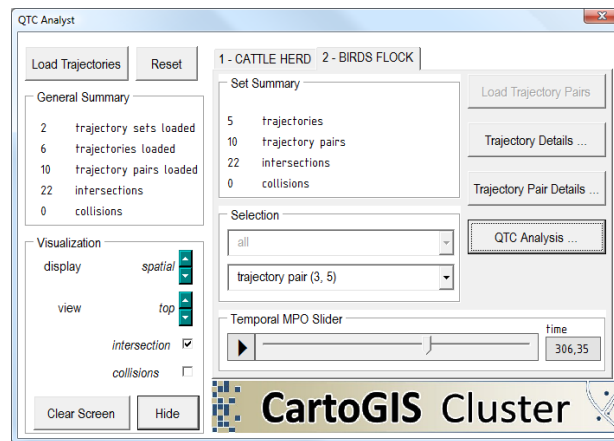 QTC Analyst
Load Trajectories
Reset
General Summary
2 trajectory sets loaded
6 trajectories loaded
10 trajectory pairs loaded
22 intersections
0 collisions
Visualization
display spatial
view top
intersection
collisions
Clear Screen
Hide
1 - CATTLE HERD
2 - BIRDS FLOCK
Set Summary
5 trajectories
10 trajectory pairs
22 intersections
0 collisions
Selection
all
trajectory pair (3, 5)
Load Trajectory Pairs
Trajectory Details ...
Trajectory Pair Details ...
QTC Analysis ...
Temporal MPO Slider
time
306,35
CartoGIS Cluster